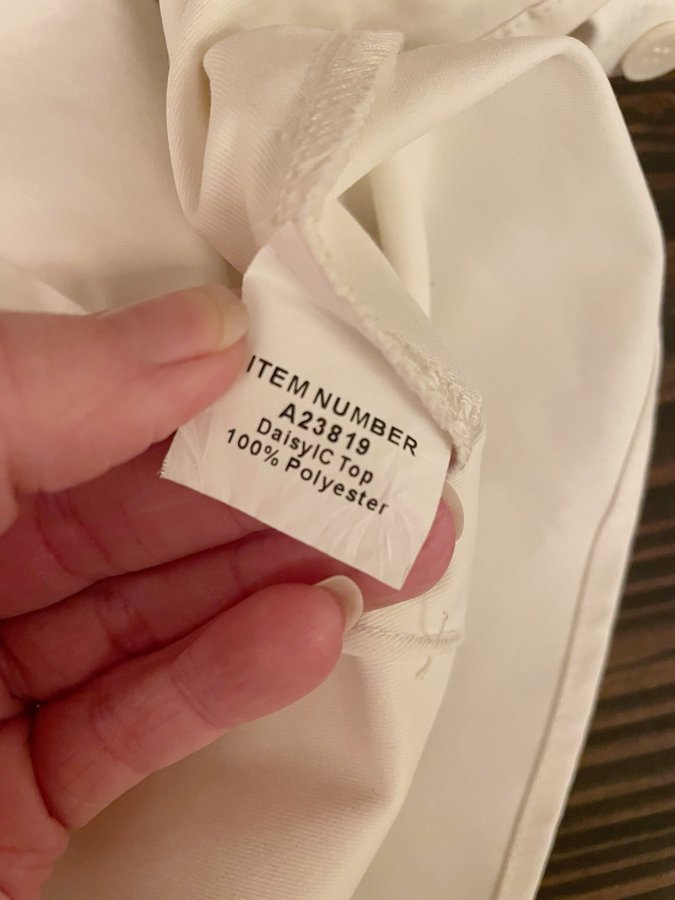 ITEM NUMBER
A23819
DaisyIC Top
100% Polyester